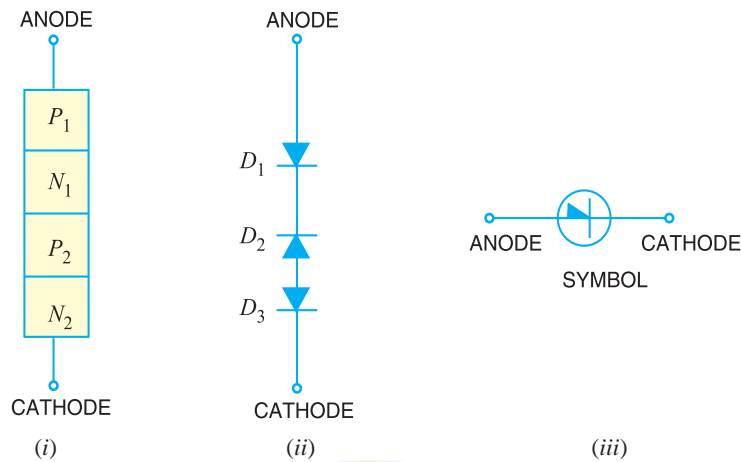 ANODE
P1
N1
P2
N2
CATHODE
(i)
ANODE
D1
D2
D3
CATHODE
(ii)
ANODE CATHODE
SYMBOL
(iii)